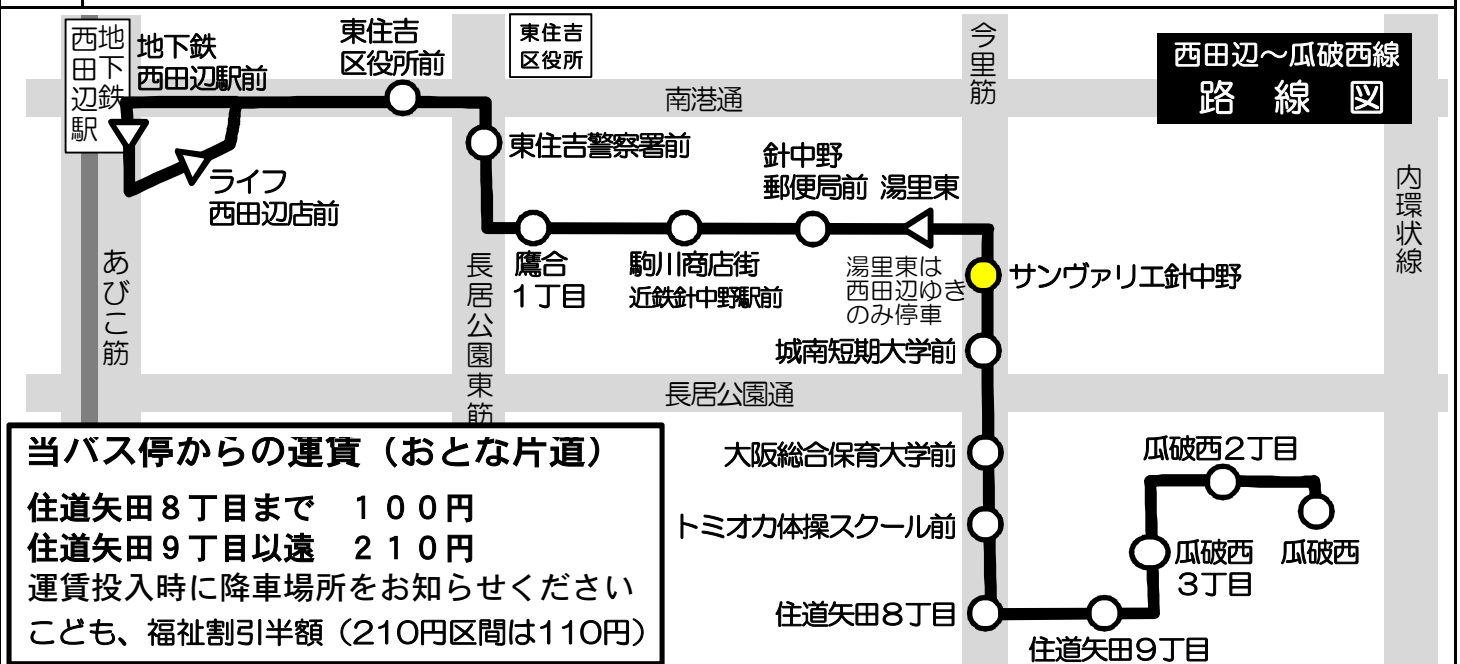 地下鉄
西田辺駅
地下鉄
西田辺駅前
東住吉
区役所前
東住吉
区役所
今里筋
西田辺～瓜破西線
路線図
南港通
東住吉警察署前
針中野
郵便局前
湯里東
ライフ
西田辺店前
内環状線
あびこ筋
長居公園東筋
鷹合
1丁目
駒川商店街
近鉄針中野駅前
湯里東は
西田辺ゆき
のみ停車
サンヴァリエ針中野
城南短期大学前
長居公園通
当バス停からの運賃（おとな片道）
住道矢田８丁目まで　１００円
住道矢田９丁目以遠　２１０円
運賃投入時に降車場所をお知らせください
こども、福祉割引半額（210円区間は110円）
大阪総合保育大学前
トミオカ体操スクール前
住道矢田8丁目
住道矢田9丁目
瓜破西2丁目
瓜破西
3丁目
瓜破西